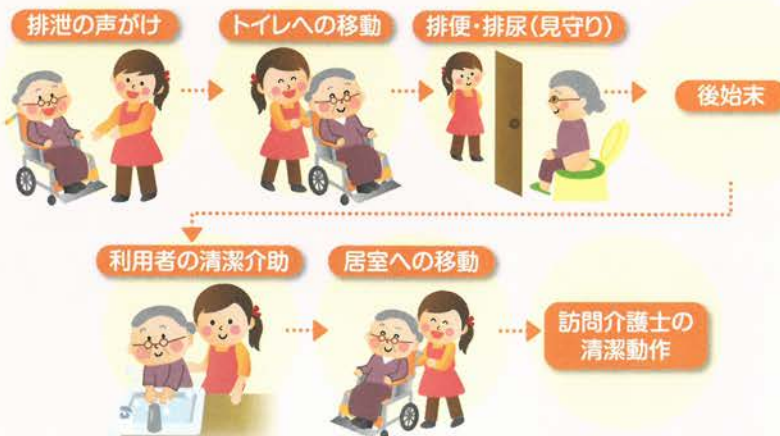 排泄の声がけ
トイレへの移動
排便・排尿(見守り)
後始末
利用者の清潔介助
居室への移動
訪問介護士の
清潔動作